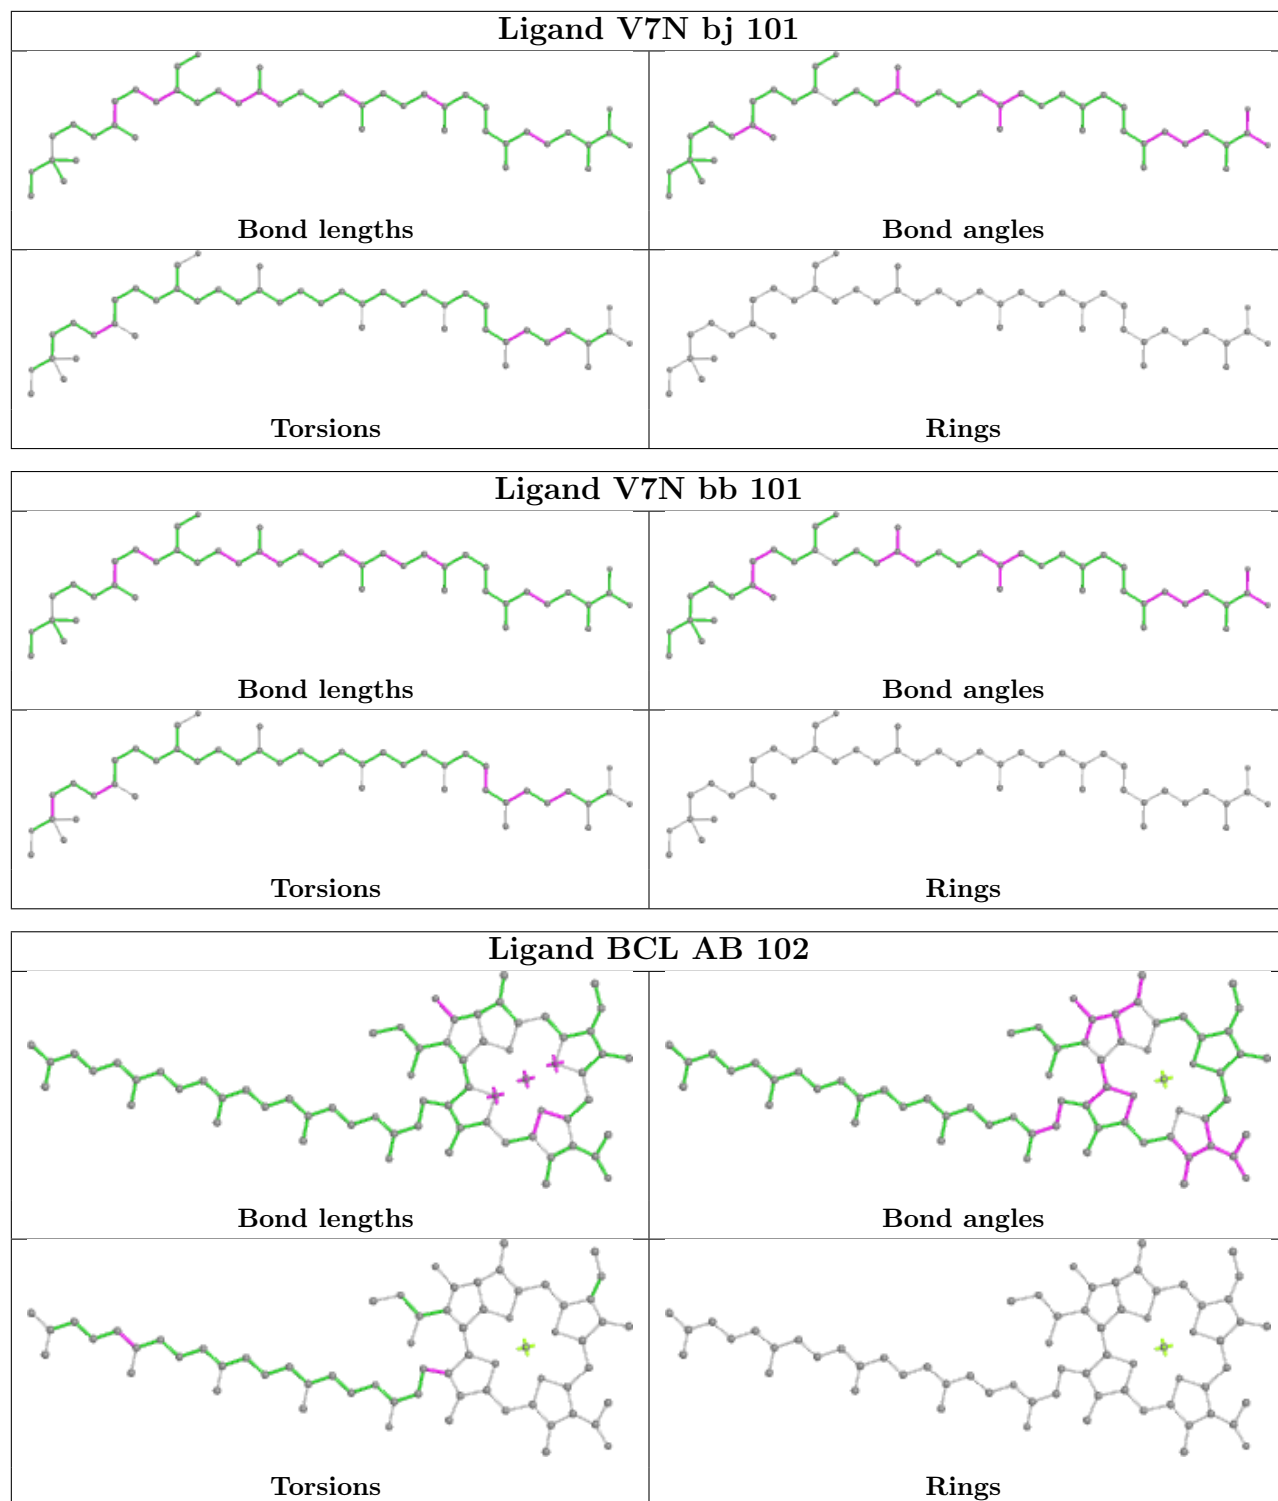 Ligand V7N bj 101
Bond lengths
Bond angles
Torsions
Rings
Ligand V7N bb 101
Bond lengths
Bond angles
Torsions
Rings
Ligand BCL AB 102
Bond lengths
Bond angles
Torsions
Rings